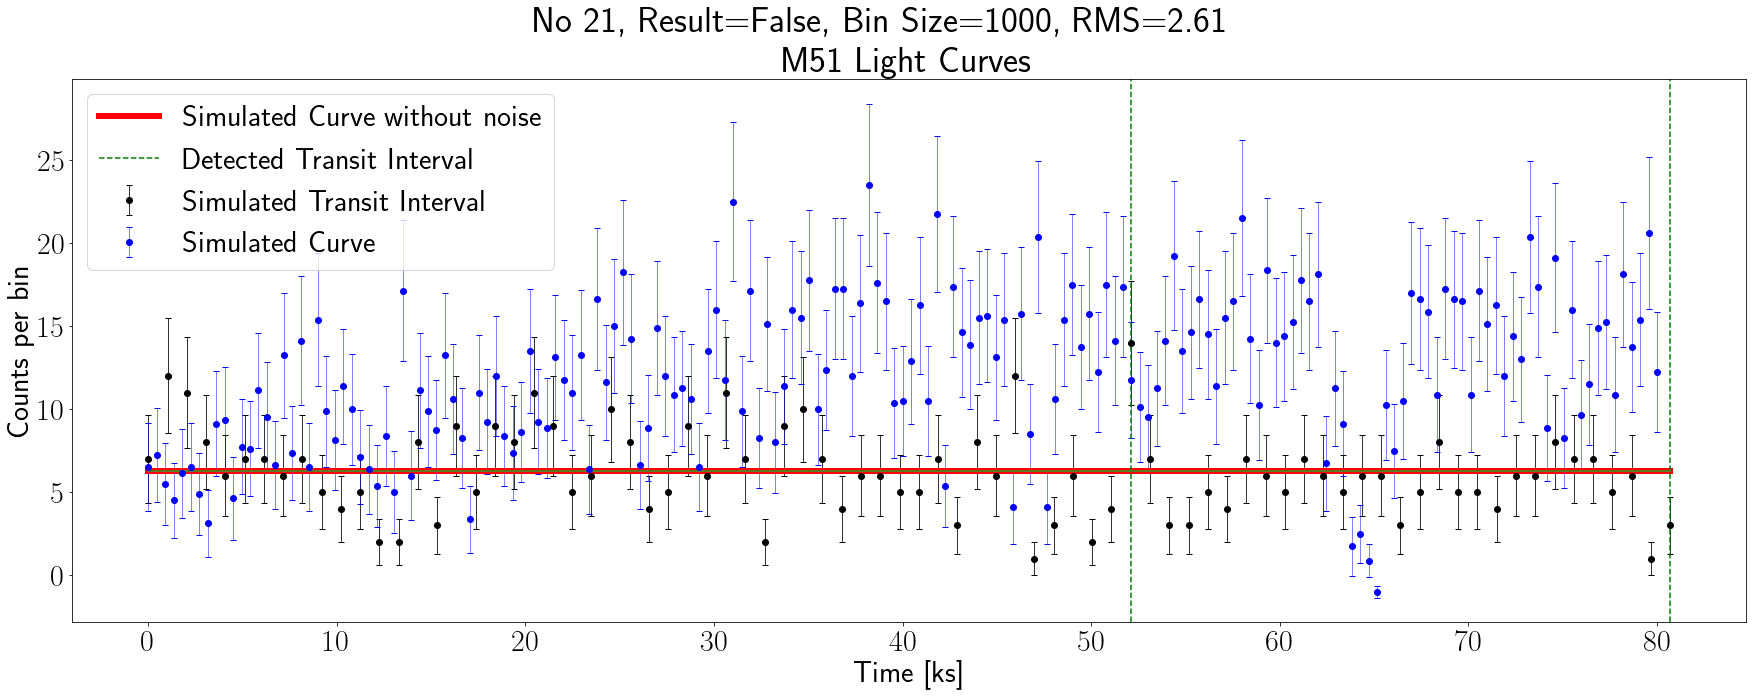 No 21, Result=False, Bin Size=1000, RMS=2.61
M51 Light Curves
Simulated Curve without noise
Detected Transit Interval
Simulated Transit Interval
Simulated Curve
Counts per bin
25
20
15
10
5
0
0 10 20 30 40 50 60 70 80
Time [ks]